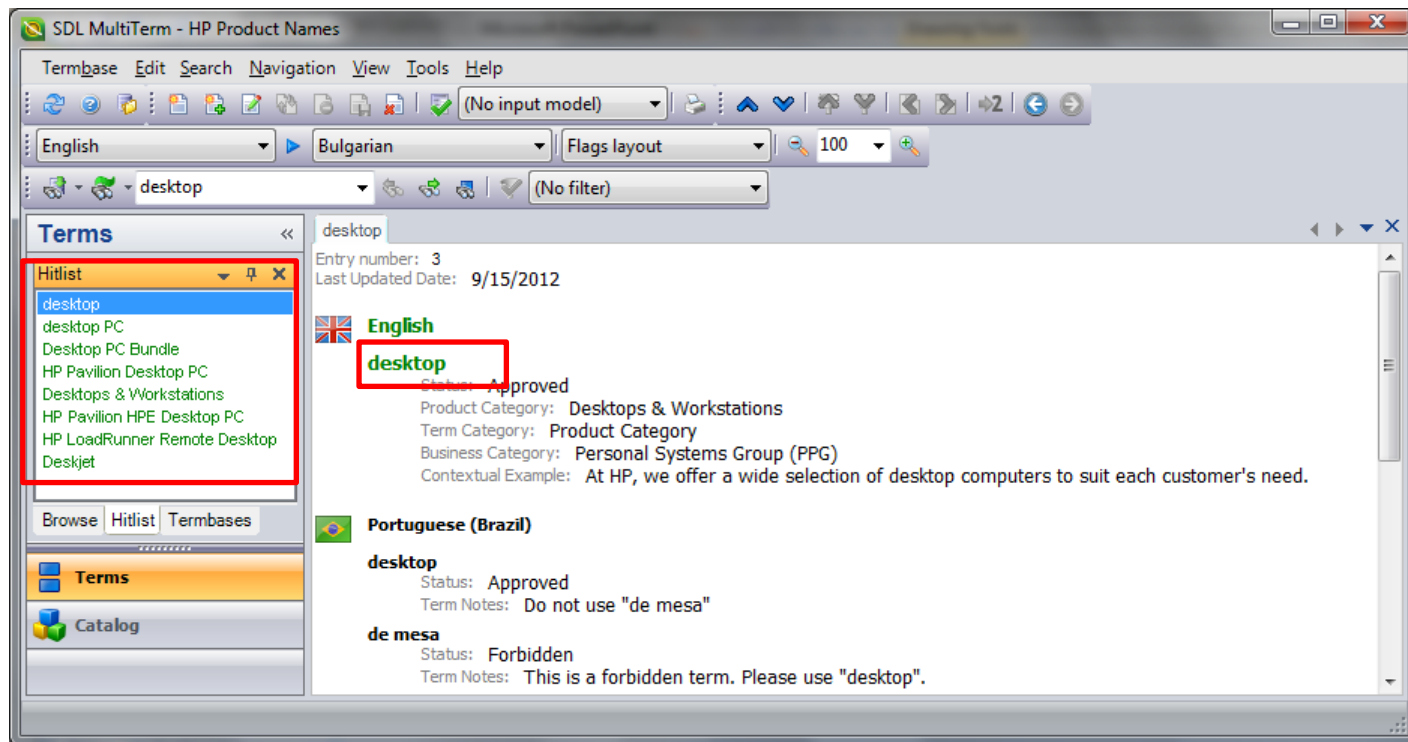 SDL MultiTerm - HP Product Names
Termbase Edit Search Navigation View Tools Help
(No input model) 2
English Bulgarian Flags layout 100
desktop (No filter)
Terms «
desktop
Hitlist
desktop
desktop PC
Desktop PC Bundle
HP Pavilion Desktop PC
Desktops & Workstations
HP Pavilion HPE Desktop PC
HP LoadRunner Remote Desktop
Deskjet
Browse Hitlist Termbases
Terms
Catalog
Entry number: 3
Last Updated Date: 9/15/2012
English
desktop
Status: Approved
Product Category: Desktops & Workstations
Term Category: Product Category
Business Category: Personal Systems Group (PPG)
Contextual Example: At HP, we offer a wide selection of desktop computers to suit each customer's need.
Portuguese (Brazil)
desktop
Status: Approved
Term Notes: Do not use "de mesa"
de mesa
Status: Forbidden
Term Notes: This is a forbidden term. Please use "desktop".